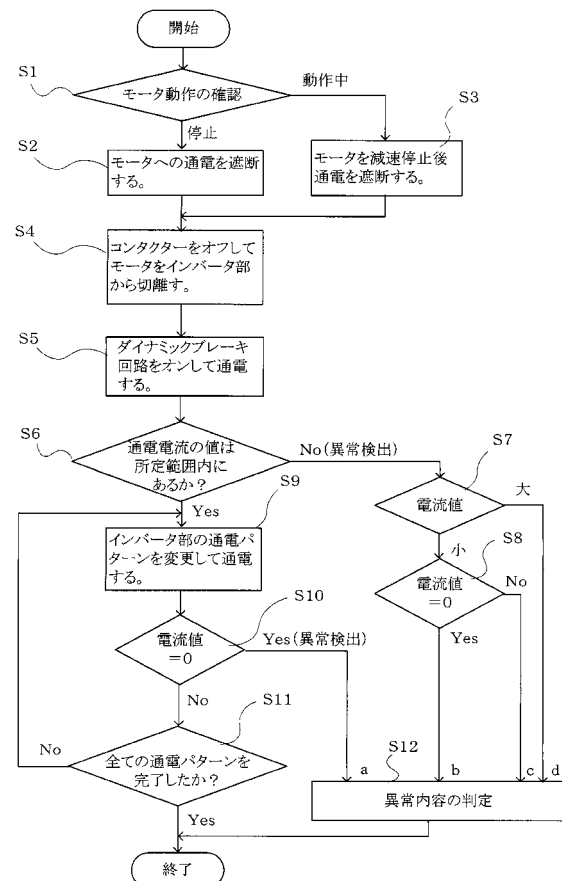 開始
S1
モータ動作の確認
動作中
停止
S2
モータへの通電を遮断
する。
S3
モータを減速停止後
通電を遮断する。
S4
コンタクターをオフして
モータをインバータ部
から切離す。
S5
ダイナミックブレーキ
回路をオンして通電
する。
S6
通電電流の値は
所定範囲内に
あるか?
No(異常検出)
Yes
S7
電流値
大
小
S8
電流値
=0
No
Yes
S9
インバータ部の通電パ
ターンを変更して通電
する。
S10
電流値
=0
Yes(異常検出)
No
S11
全ての通電パターンを
完了したか?
No
Yes
S12
a
b
c
d
異常内容の判定
終了